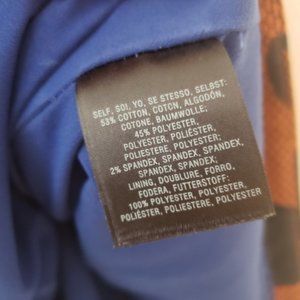 SELF, SOI, YO, SE STESSO, SELBST:
53% COTTON, COTON, ALGODÓN,
COTONE, BAUMWOLLE;
45% POLYESTER,
POLYESTER, POLIÉSTER,
POLIESTERE, POLYESTER;
2% SPANDEX, SPANDEX,
SPANDEX, SPANDEX;
LINING, DOUBLURE, FORRO,
FODERA, FUTTERSTOFF:
100% POLYESTER, POLYESTER,
POLIÉSTER, POLIESTERE, POLYESTER